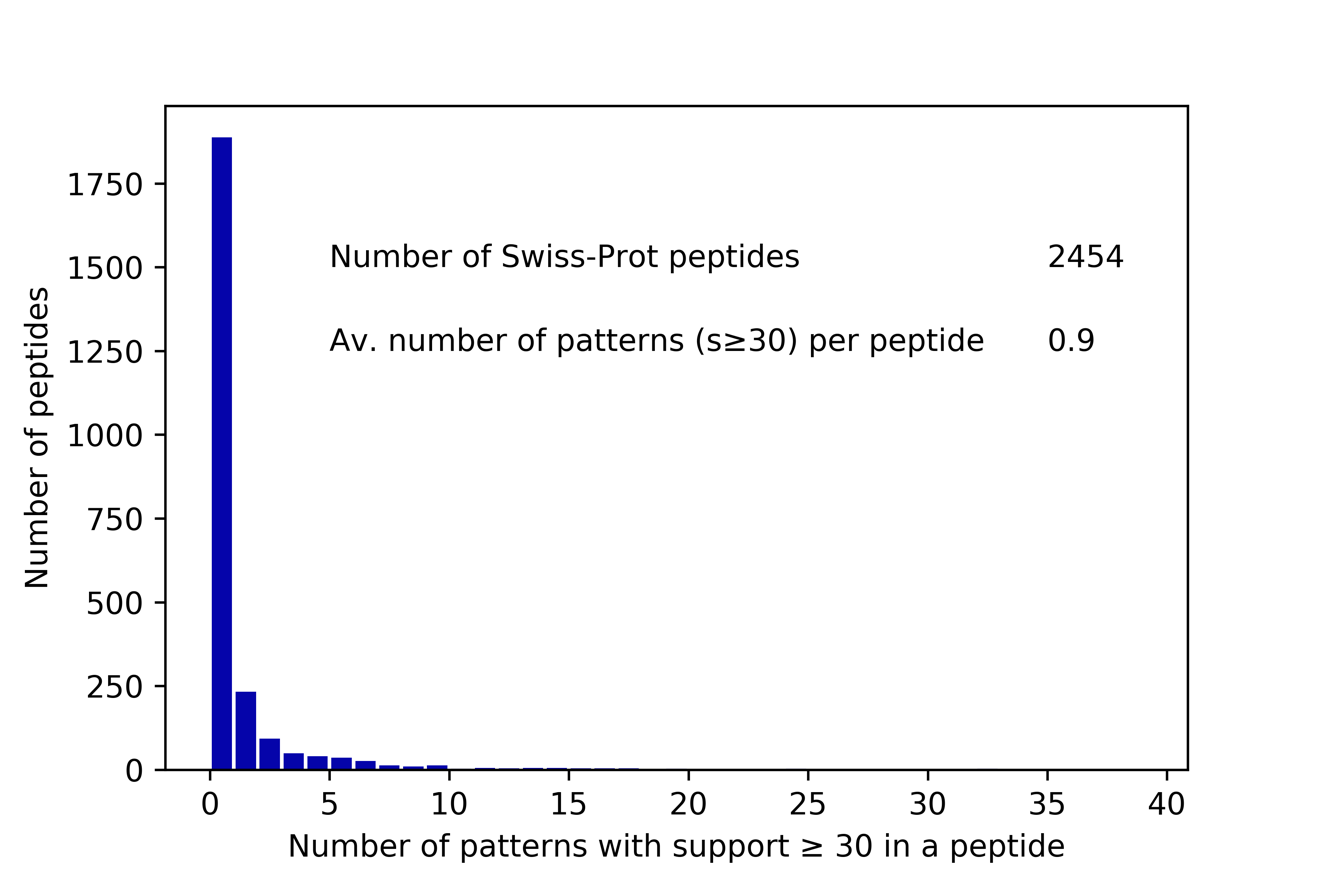 1750
1500
1250
1000
750
500
250
0
Number of peptides
Number of Swiss-Prot peptides 2454
Av. number of patterns (s≥30) per peptide 0.9
0 5 10 15 20 25 30 35 40
Number of patterns with support ≥ 30 in a peptide